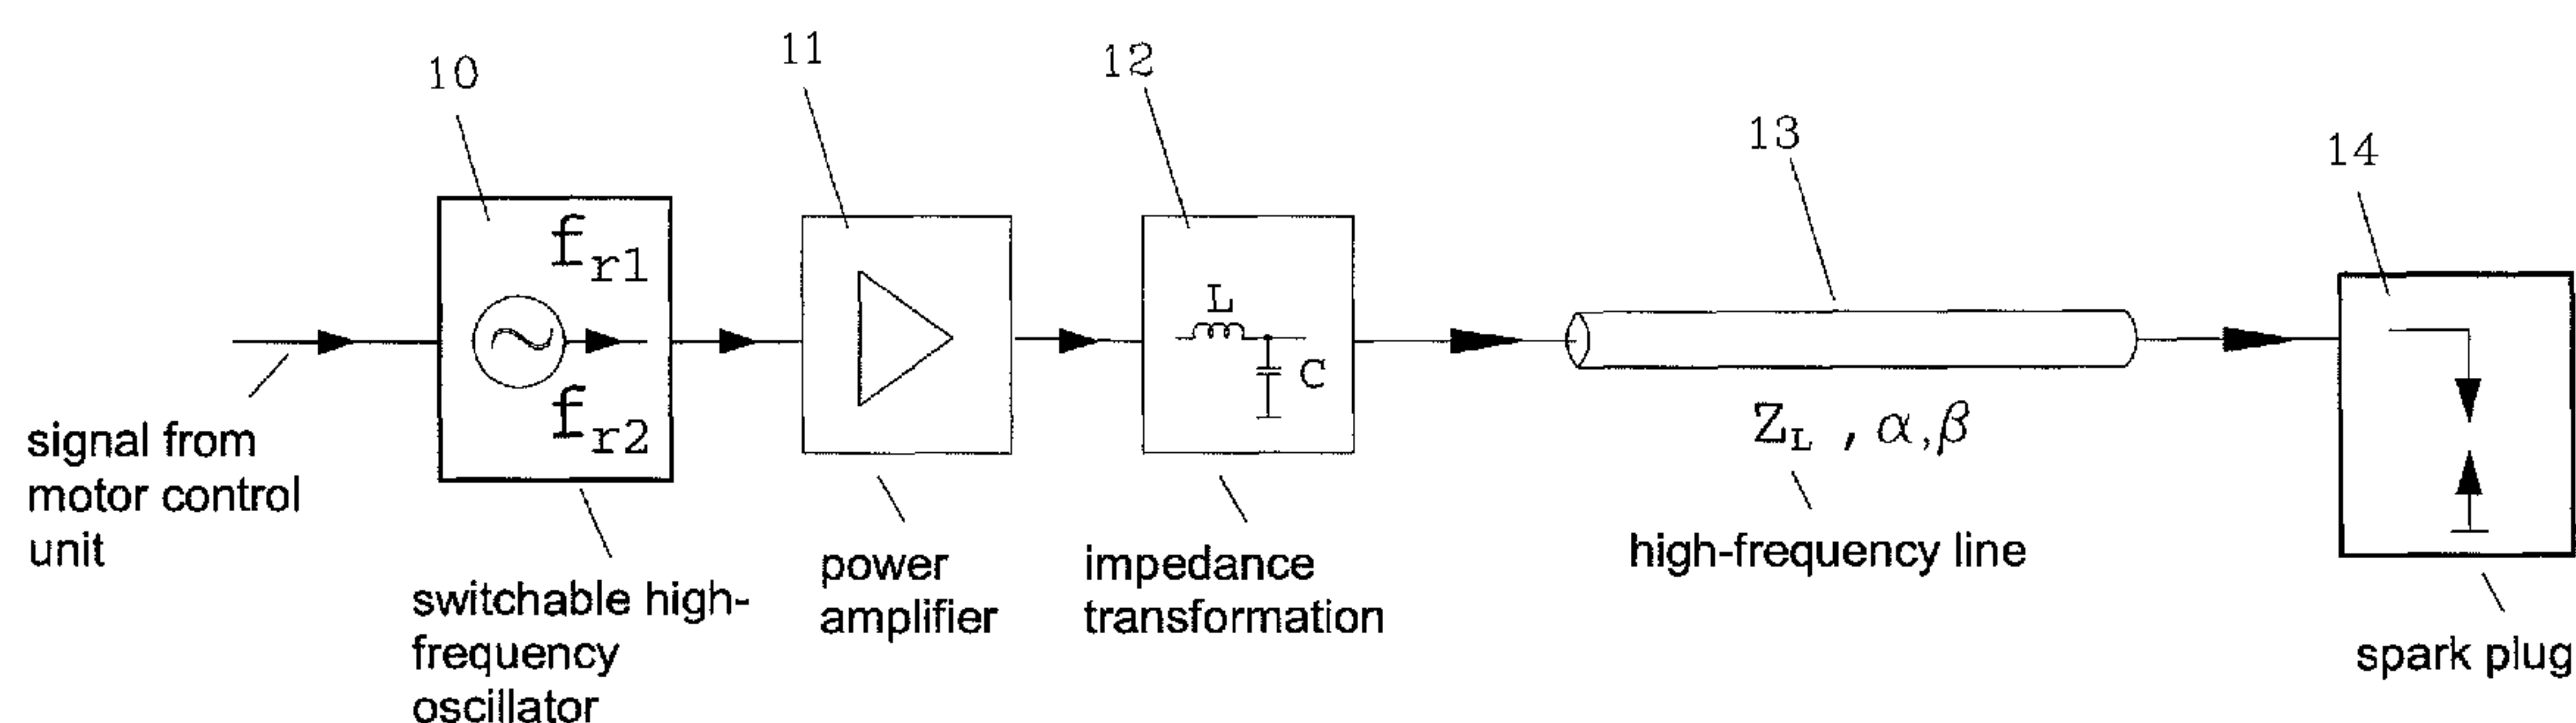 10
11
12
13
14
f_r1
f_r2
L
C
Z_L , α,β
signal from
motor control
unit
switchable high-
frequency
oscillator
power
amplifier
impedance
transformation
high-frequency line
spark plug